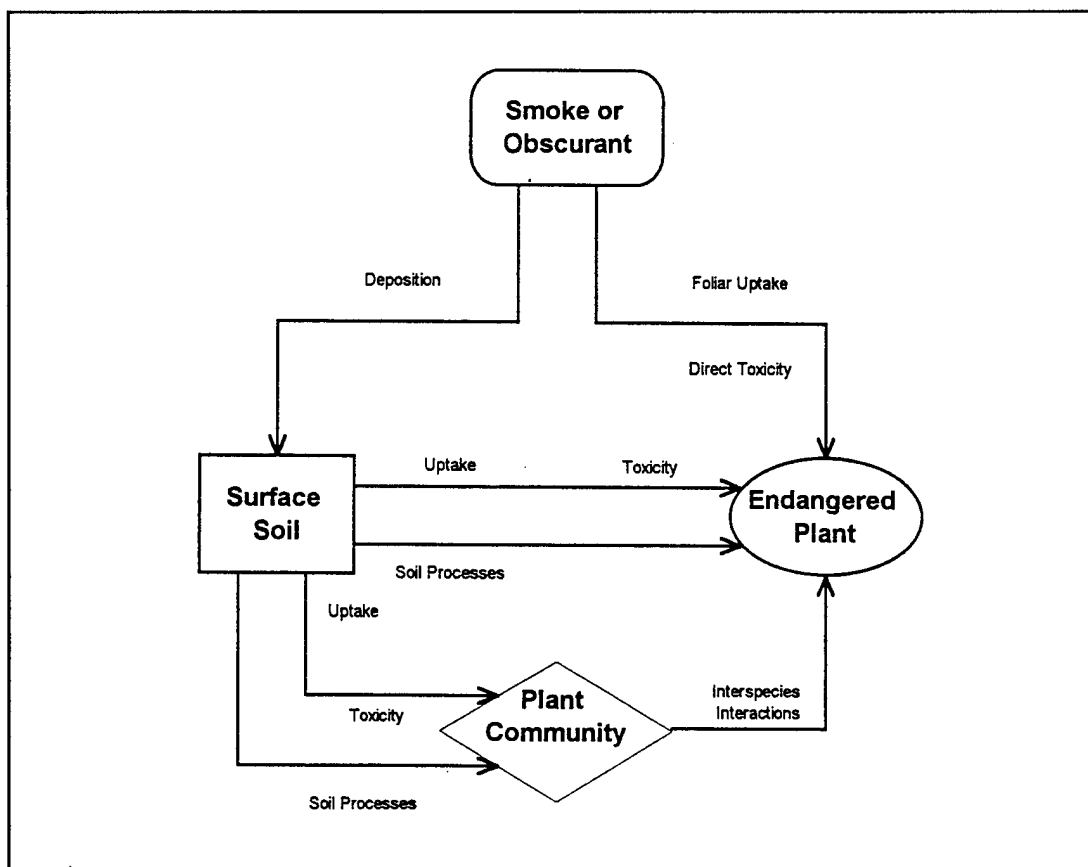 Smoke or
Obscurant
Deposition
Foliar Uptake
Direct Toxicity
Uptake
Toxicity
Surface
Soil
Endangered
Plant
Soil Processes
Uptake
Plant
Community
Interspecies
Interactions
Toxicity
Soil Processes